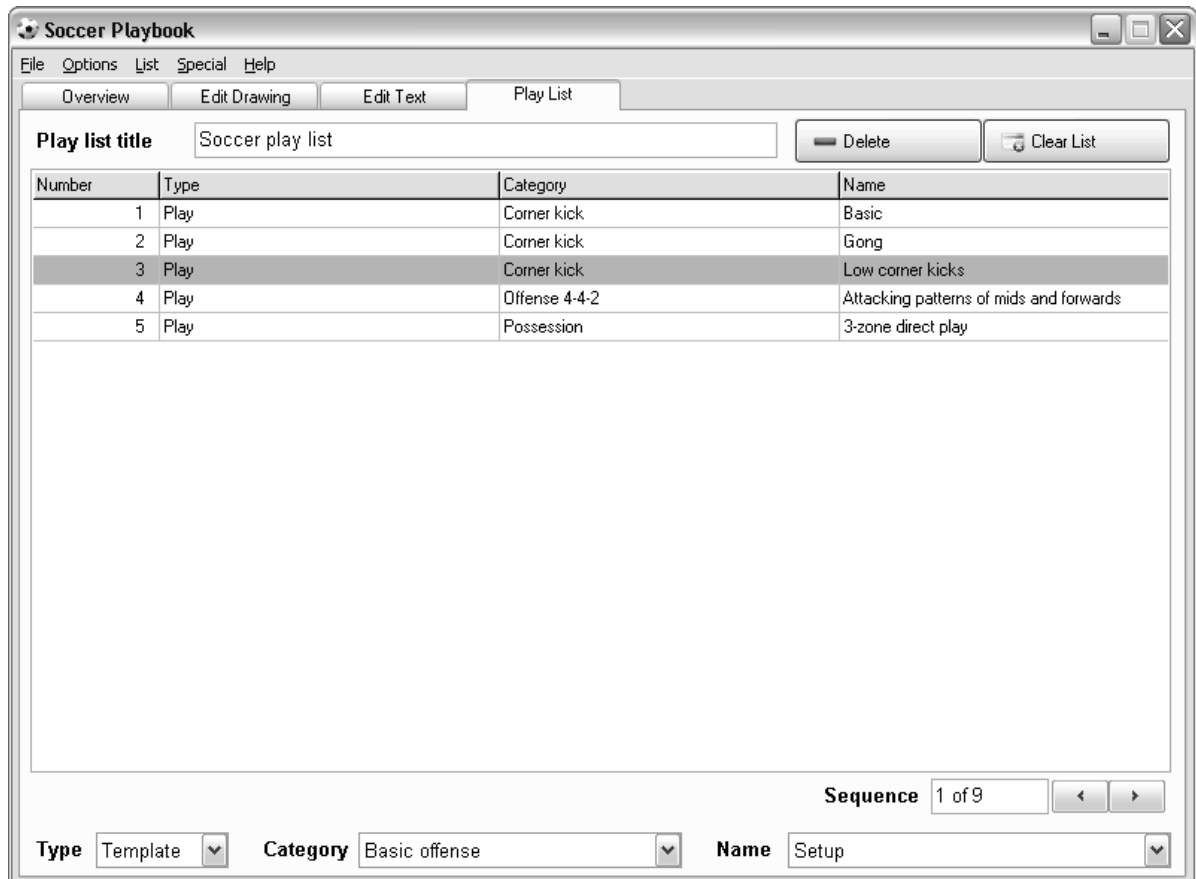 Soccer Playbook
File Options List Special Help
Overview Edit Drawing Edit Text Play List
Play list title Soccer play list Delete Clear List
Number Type Category Name
1 Play Corner kick Basic
2 Play Corner kick Gong
3 Play Corner kick Low corner kicks
4 Play Offense 4-4-2 Attacking patterns of mids and forwards
5 Play Possession 3-zone direct play
Sequence 1 of 9
Type Template Category Basic offense Name Setup